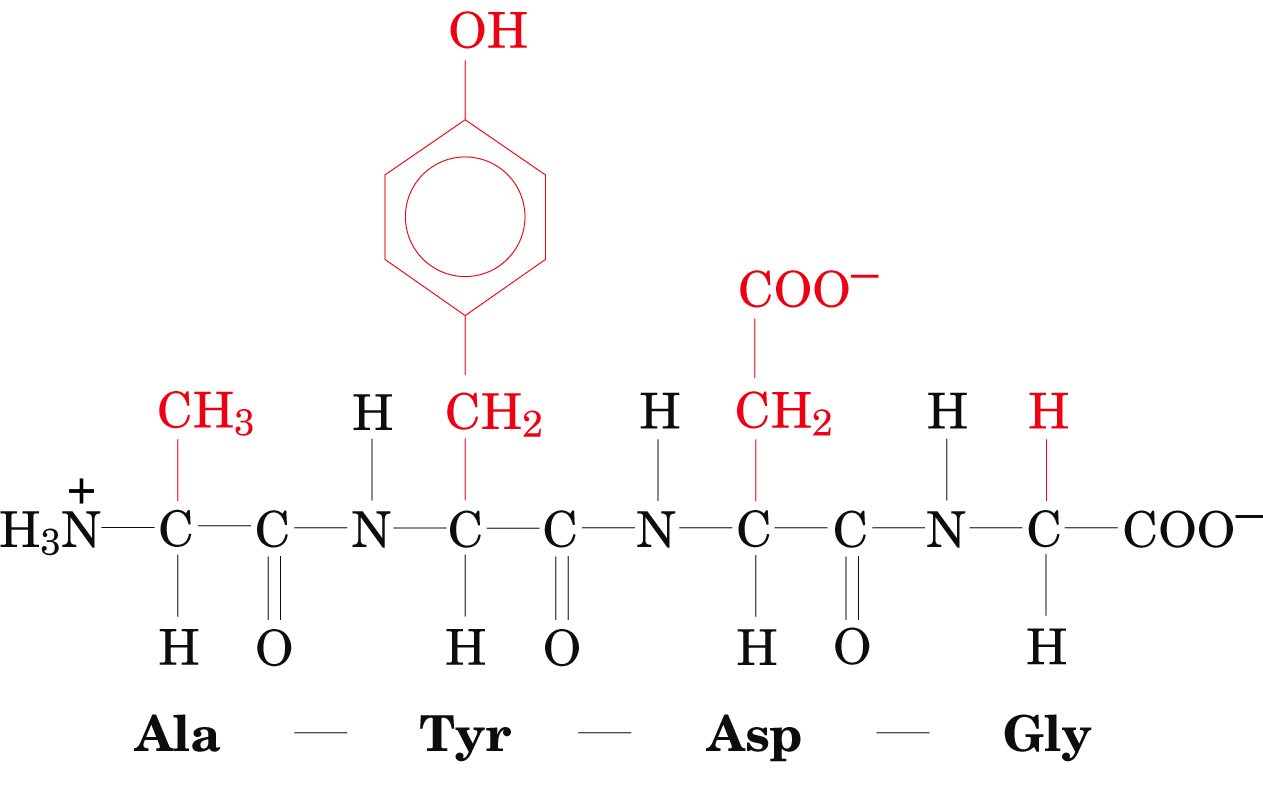 OH
COO⁻
CH₃ H CH₂ H CH₂ H H
+
H₃N—C—C—N—C—C—N—C—C—N—C—COO⁻
H O H O H O H
Ala — Tyr — Asp — Gly